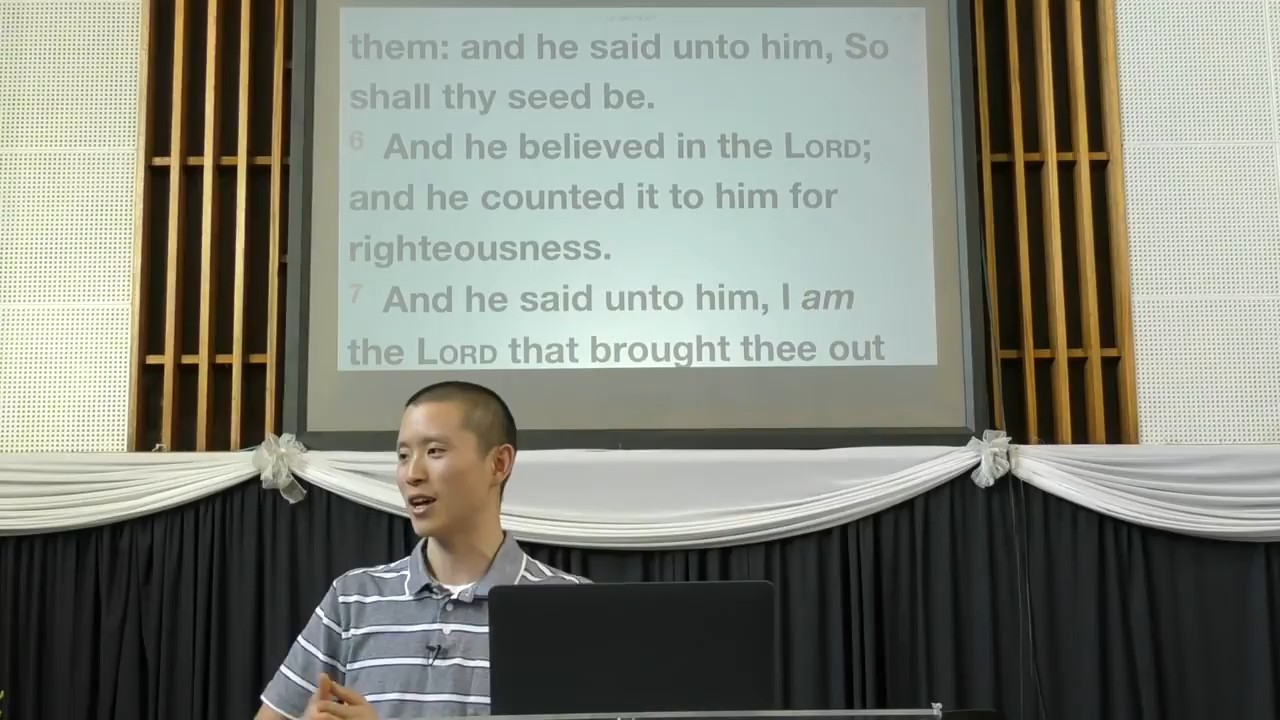 them: and he said unto him, So
shall thy seed be.
6 And he believed in the LORD;
and he counted it to him for
righteousness.
7 And he said unto him, I am
the LORD that brought thee out